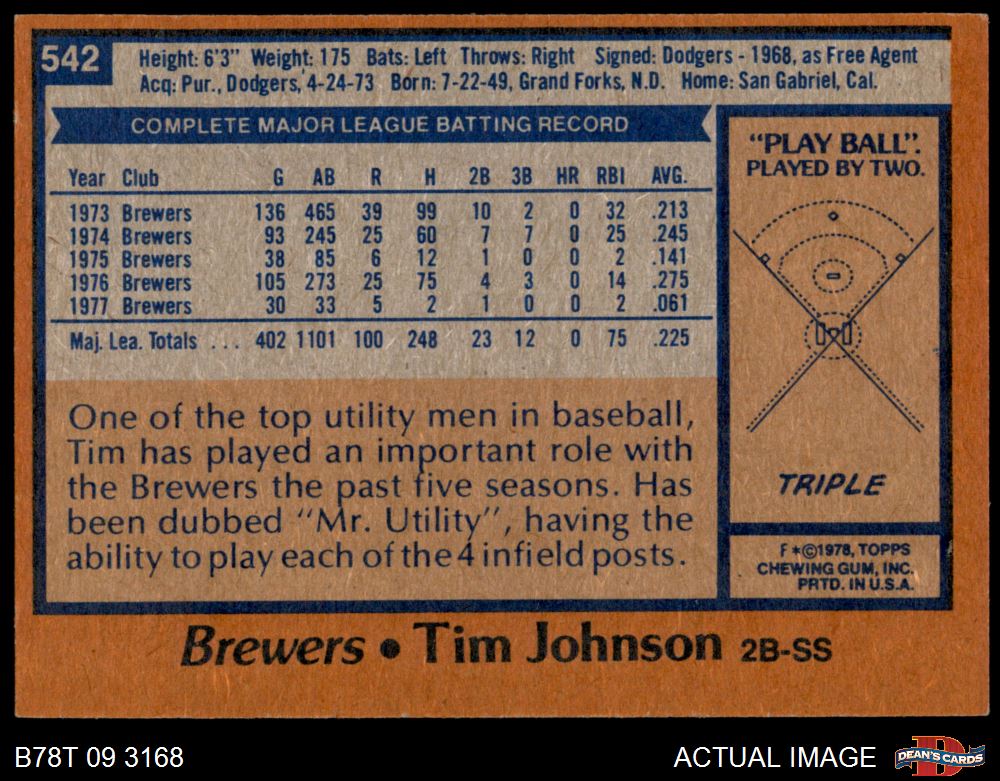 542
Height: 6'3" Weight: 175 Bats: Left Throws: Right Signed: Dodgers - 1968, as Free Agent
Acq: Pur., Dodgers, 4-24-73 Born: 7-22-49, Grand Forks, N.D. Home: San Gabriel, Cal.
COMPLETE MAJOR LEAGUE BATTING RECORD
Year Club G AB R H 2B 3B HR RBI AVG.
1973 Brewers 136 465 39 99 10 2 0 32 .213
1974 Brewers 93 245 25 60 7 7 0 25 .245
1975 Brewers 38 85 6 12 1 0 0 2 .141
1976 Brewers 105 273 25 75 4 3 0 14 .275
1977 Brewers 30 33 5 2 1 0 0 2 .061
Maj. Lea. Totals ... 402 1101 100 248 23 12 0 75 .225
One of the top utility men in baseball,
Tim has played an important role with
the Brewers the past five seasons. Has
been dubbed "Mr. Utility", having the
ability to play each of the 4 infield posts.
"PLAY BALL".
PLAYED BY TWO.
TRIPLE
F*©1978, TOPPS
CHEWING GUM, INC.
PRTD. IN U.S.A.
Brewers • Tim Johnson 2B-SS
B78T 09 3168
ACTUAL IMAGE
D
DEAN'S CARDS